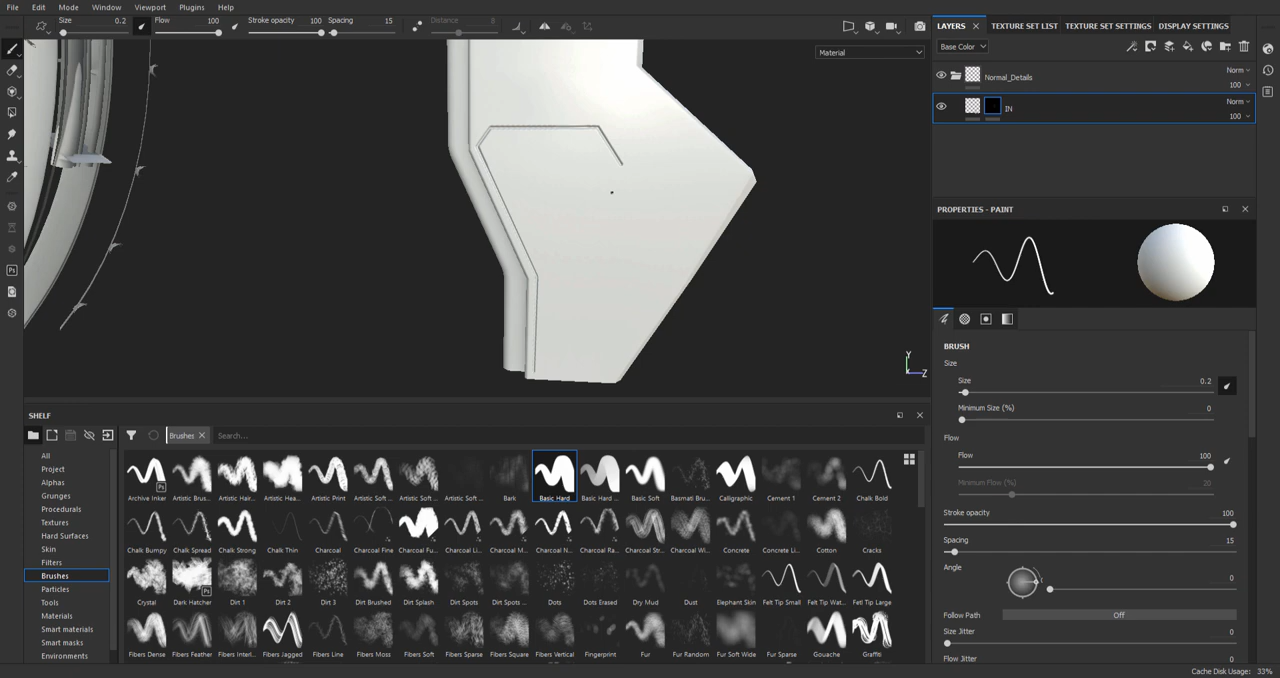 File Edit Mode Window Viewport Plugins Help
Size 0.2 Flow 100 Stroke opacity 100 Spacing 15 Distance 8
Material
Y
Z
LAYERS TEXTURE SET LIST TEXTURE SET SETTINGS DISPLAY SETTINGS
Base Color
Normal_Details Norm 100
IN Norm 100
PROPERTIES - PAINT
BRUSH
Size
Size 0.2
Minimum Size (%) 0
Flow
Flow 100
Minimum Flow (%) 20
Stroke opacity 100
Spacing 15
Angle 0
Follow Path Off
Size Jitter 0
Flow Jitter 0
SHELF
Brushes Search...
All
Project
Alphas
Grunges
Procedurals
Textures
Hard Surfaces
Skin
Filters
Brushes
Particles
Tools
Materials
Smart materials
Smart masks
Environments
Archive Inker Artistic Brus... Artistic Hair... Artistic Hea... Artistic Print Artistic Soft ... Artistic Soft ... Artistic Soft ... Bark Basic Hard Basic Hard ... Basic Soft Basmati Bru... Calligraphic Cement 1 Cement 2 Chalk Bold
Chalk Bumpy Chalk Spread Chalk Strong Chalk Thin Charcoal Charcoal Fine Charcoal Fu... Charcoal Li... Charcoal M... Charcoal N... Charcoal Ra... Charcoal Str... Charcoal Wi... Concrete Concrete Li... Cotton Cracks
Crystal Dark Hatcher Dirt 1 Dirt 2 Dirt 3 Dirt Brushed Dirt Splash Dirt Spots Dirt Spots ... Dots Dots Erased Dry Mud Dust Elephant Skin Felt Tip Small Felt Tip Wat... Felt Tip Large
Fibers Dense Fibers Feather Fibers Interl... Fibers Jagged Fibers Line Fibers Moss Fibers Soft Fibers Sparse Fibers Square Fibers Vertical Fingerprint Fur Fur Random Fur Soft Wide Fur Sparse Gouache Graffiti
Ps
Cache Disk Usage: 33%